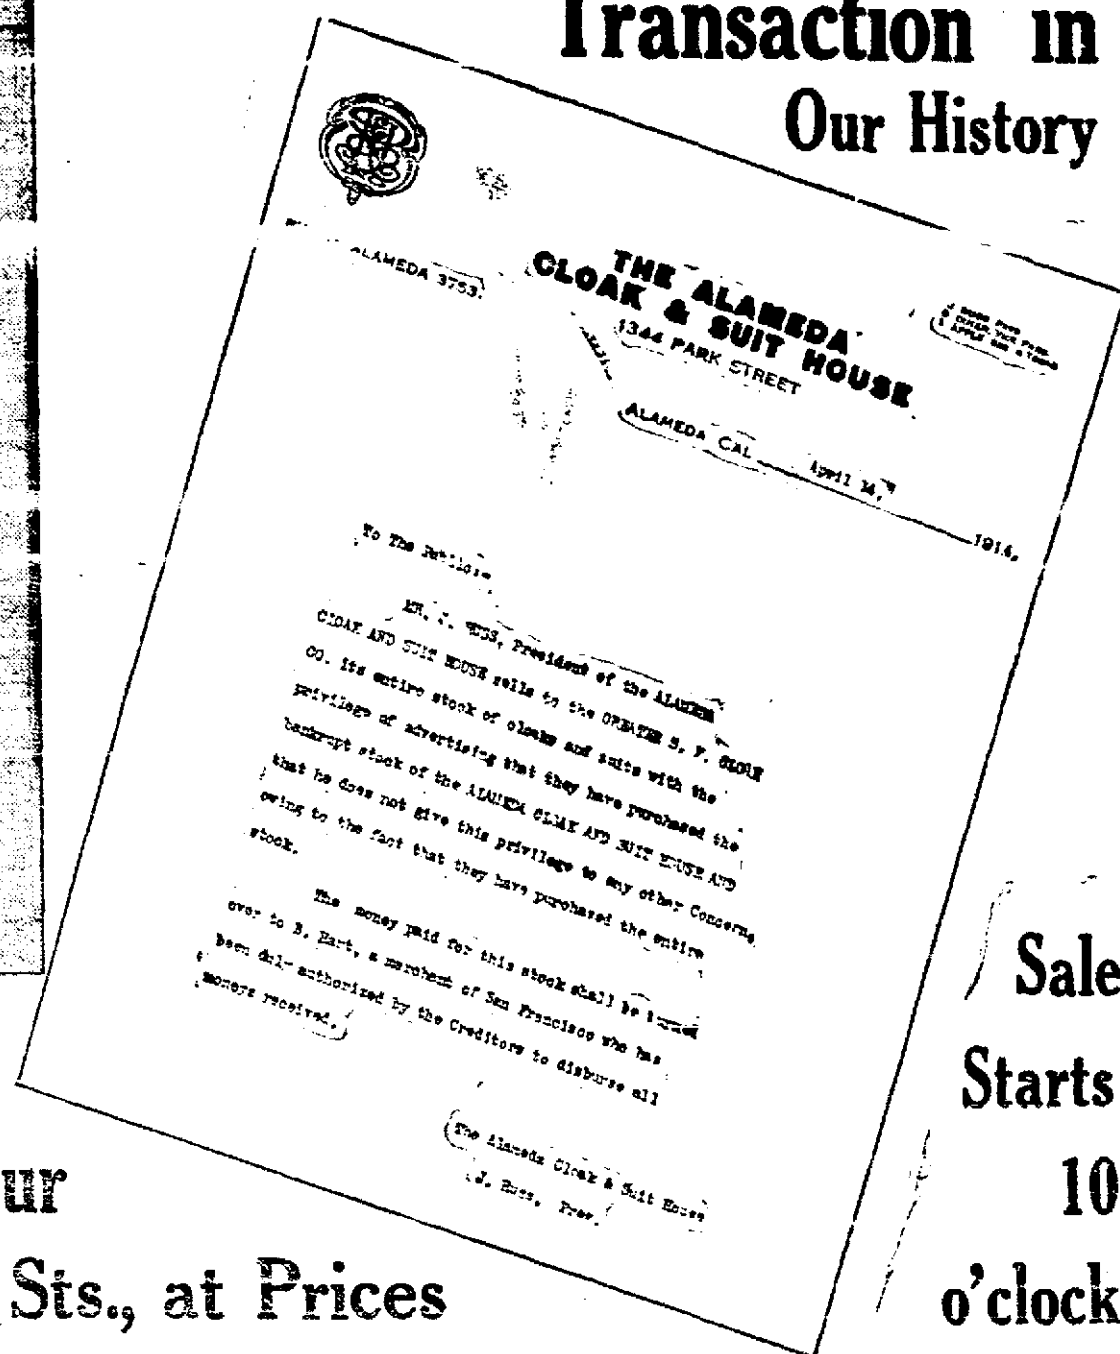 Transaction in
Our History
ALAMEDA 3753.
THE ALAMEDA
CLOAK & SUIT HOUSE
1344 PARK STREET
ALAMEDA CAL April 14, 1914.
To The Public:-
MR. J. President of the ALAMEDA
CLOAK AND SUIT HOUSE sells to the GREATER S. F. CLOAK
CO. its entire stock of cloaks and suits with the
privilege of advertising that they have purchased the
bankrupt stock of the ALAMEDA CLOAK AND SUIT HOUSE AND
that he does not give this privilege to any other Concerns
owing to the fact that they have purchased the entire
stock.
The money paid for this stock shall be turned
over to B. Hart, a merchant of San Francisco who has
been duly authorized by the Creditors to disburse all
moneys received.
The Alameda Cloak & Suit House
J. Pres.
Sale
Starts
10
o'clock
ur
Sts., at Prices